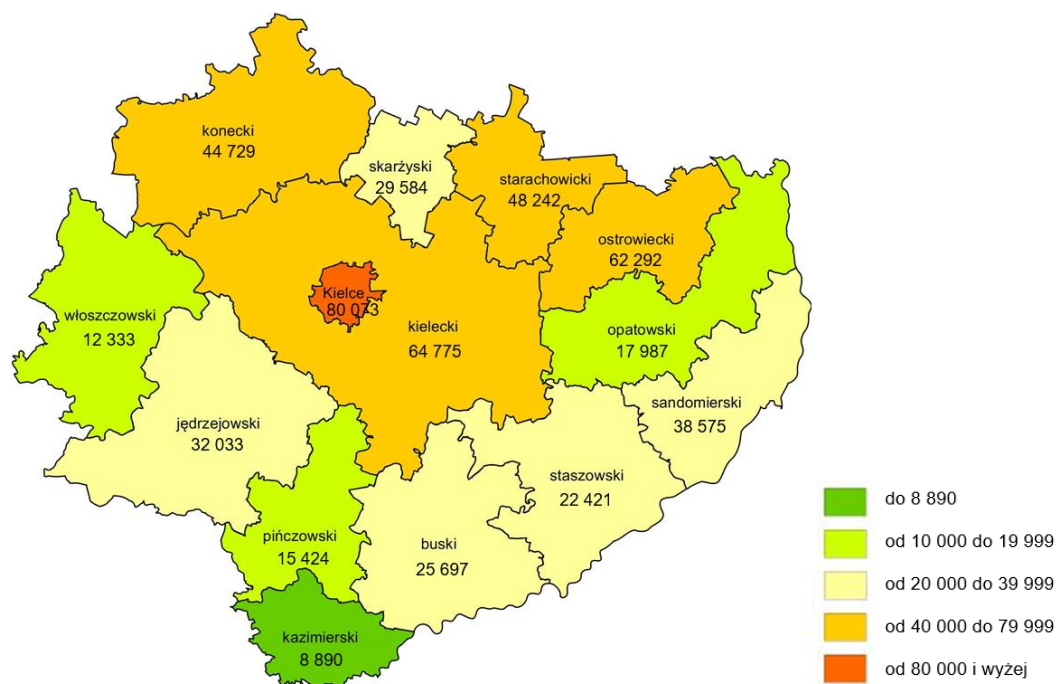 konecki
44 729
skarżyski
29 584
starachowicki
48 242
ostrowiecki
62 292
Kielce
80 073
włoszczowski
12 333
kielecki
64 775
opatowski
17 987
sandomierski
38 575
jędrzejowski
32 033
staszowski
22 421
pińczowski
15 424
buski
25 697
kazimierski
8 890
do 8 890
od 10 000 do 19 999
od 20 000 do 39 999
od 40 000 do 79 999
od 80 000 i wyżej